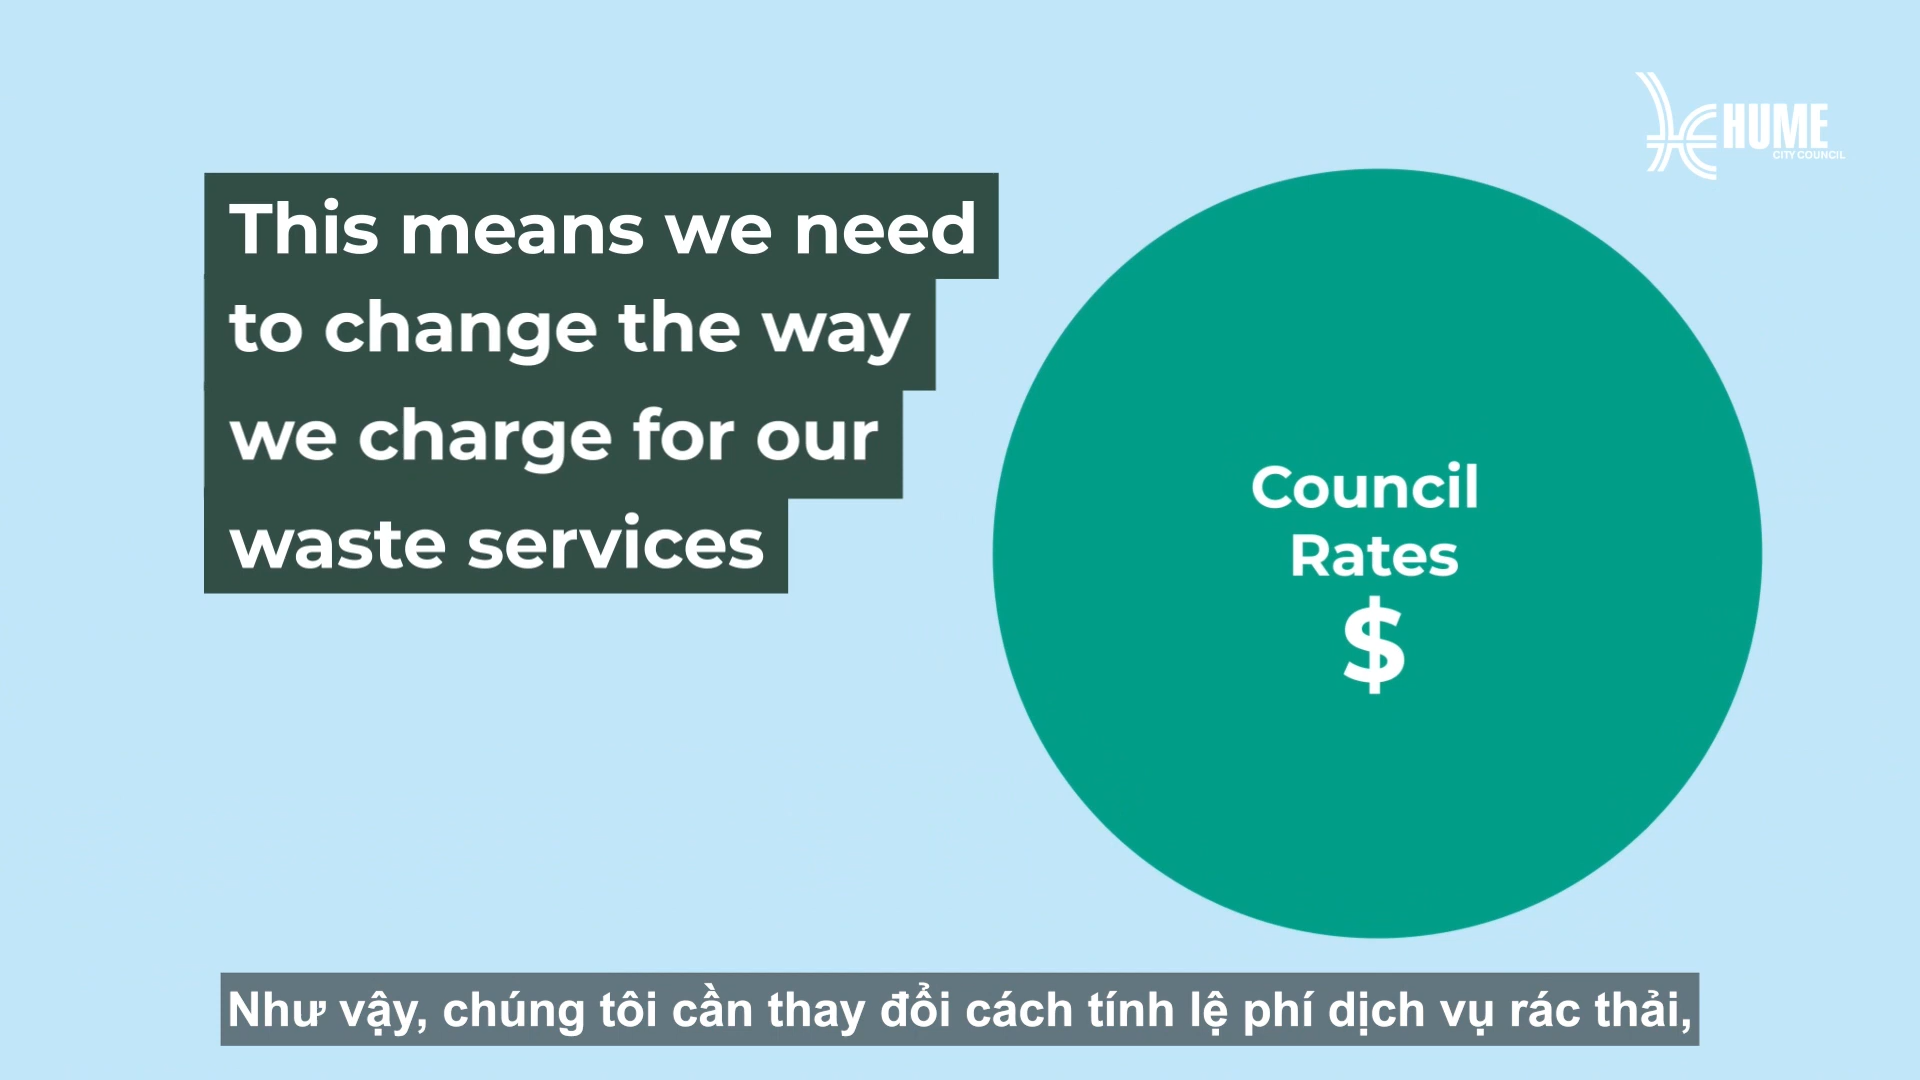 HUME
CITY COUNCIL
This means we need
to change the way
we charge for our
waste services
Council
Rates
$
Như vậy, chúng tôi cần thay đổi cách tính lệ phí dịch vụ rác thải,